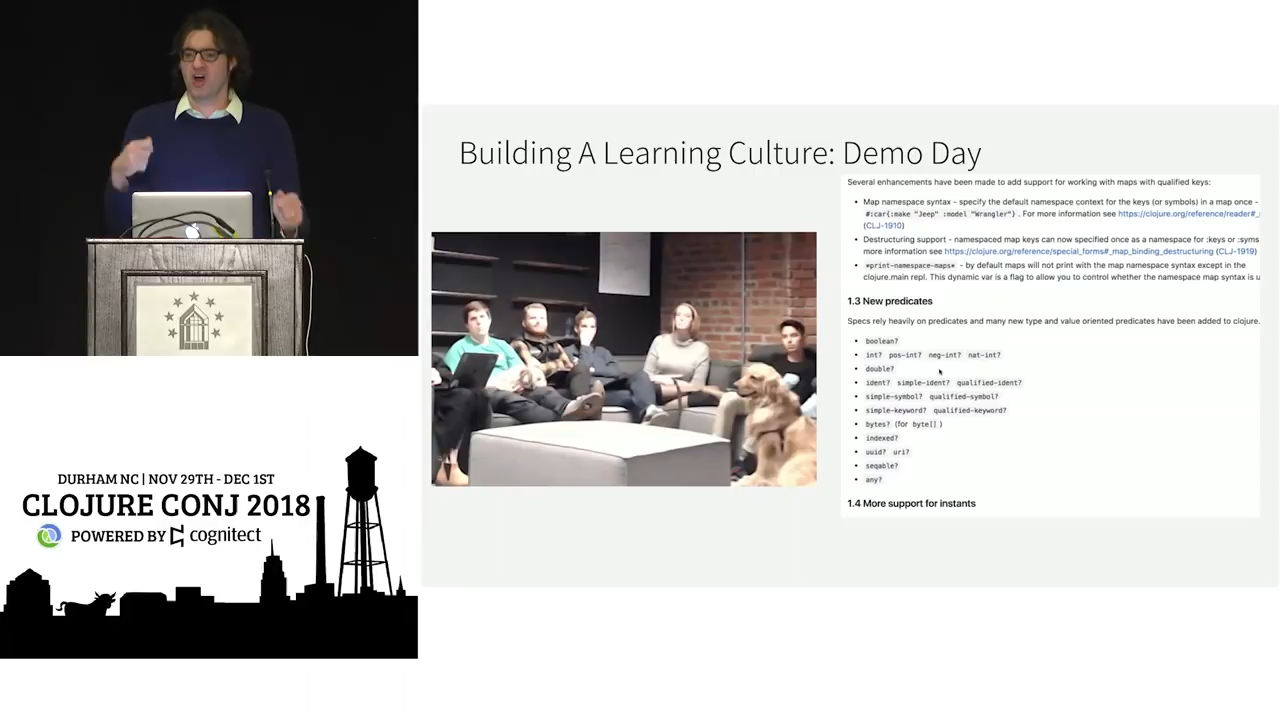 Building A Learning Culture: Demo Day
Several enhancements have been made to add support for working with maps with qualified keys:
• Map namespace syntax - specify the default namespace context for the keys (or symbols) in a map once -
#:car{:make "Jeep" :model "Wrangler"} . For more information see https://clojure.org/reference/reader#_
(CLJ-1910)
• Destructuring support - namespaced map keys can now specified once as a namespace for :keys or :syms
more information see https://clojure.org/reference/special_forms#_map_binding_destructuring (CLJ-1919)
• *print-namespace-maps* - by default maps will not print with the map namespace syntax except in the
clojure.main repl. This dynamic var is a flag to allow you to control whether the namespace map syntax is u
1.3 New predicates
Specs rely heavily on predicates and many new type and value oriented predicates have been added to clojure.
• boolean?
• int? pos-int? neg-int? nat-int?
• double?
• ident? simple-ident? qualified-ident?
• simple-symbol? qualified-symbol?
• simple-keyword? qualified-keyword?
• bytes? (for byte[] )
• indexed?
• uuid? uri?
• seqable?
• any?
1.4 More support for instants
DURHAM NC | NOV 29TH - DEC 1ST
CLOJURE CONJ 2018
POWERED BY cognitect